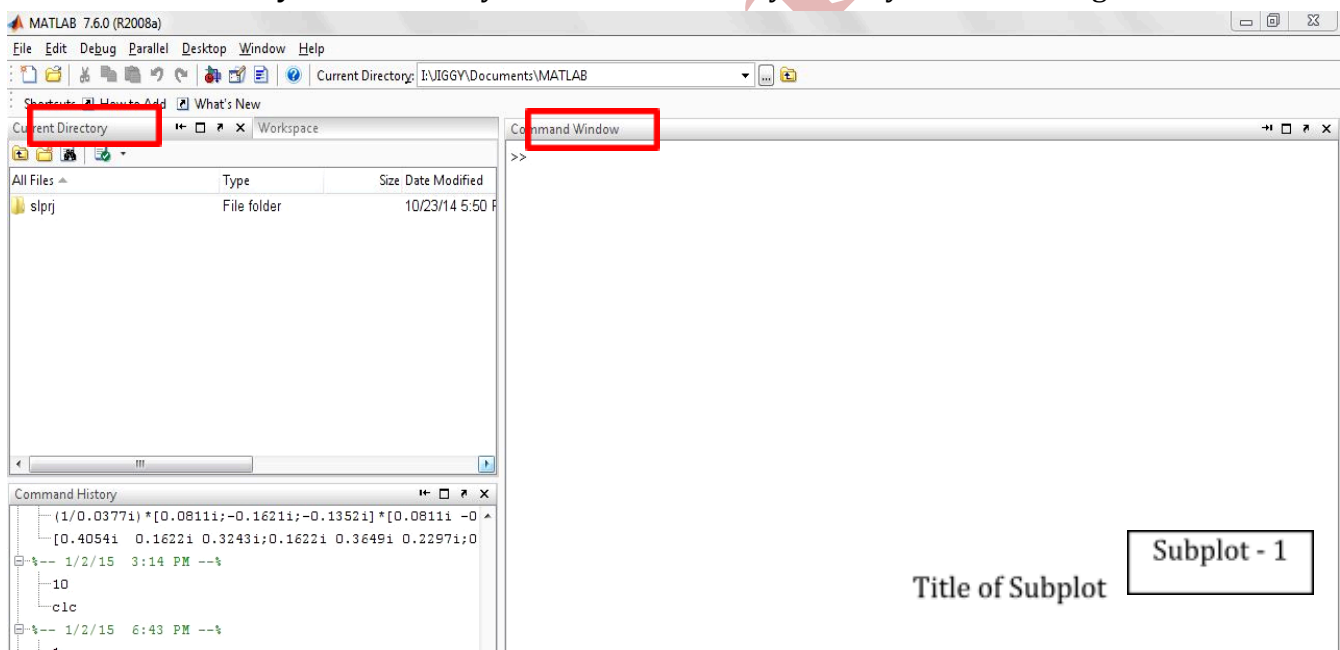 MATLAB 7.6.0 (R2008a)
File Edit Debug Parallel Desktop Window Help
Current Directory: I:\JIGGY\Documents\MATLAB
Shortcuts How to Add What's New
Current Directory Workspace
All Files Type Size Date Modified
slprj File folder 10/23/14 5:50
Command History
(1/0.0377i)*[0.0811i;-0.1621i;-0.1352i]*[0.0811i -0
[0.4054i 0.1622i 0.3243i;0.1622i 0.3649i 0.2297i;0
%-- 1/2/15 3:14 PM --%
10
clc
%-- 1/2/15 6:43 PM --%
Command Window
>>
Title of Subplot
Subplot - 1